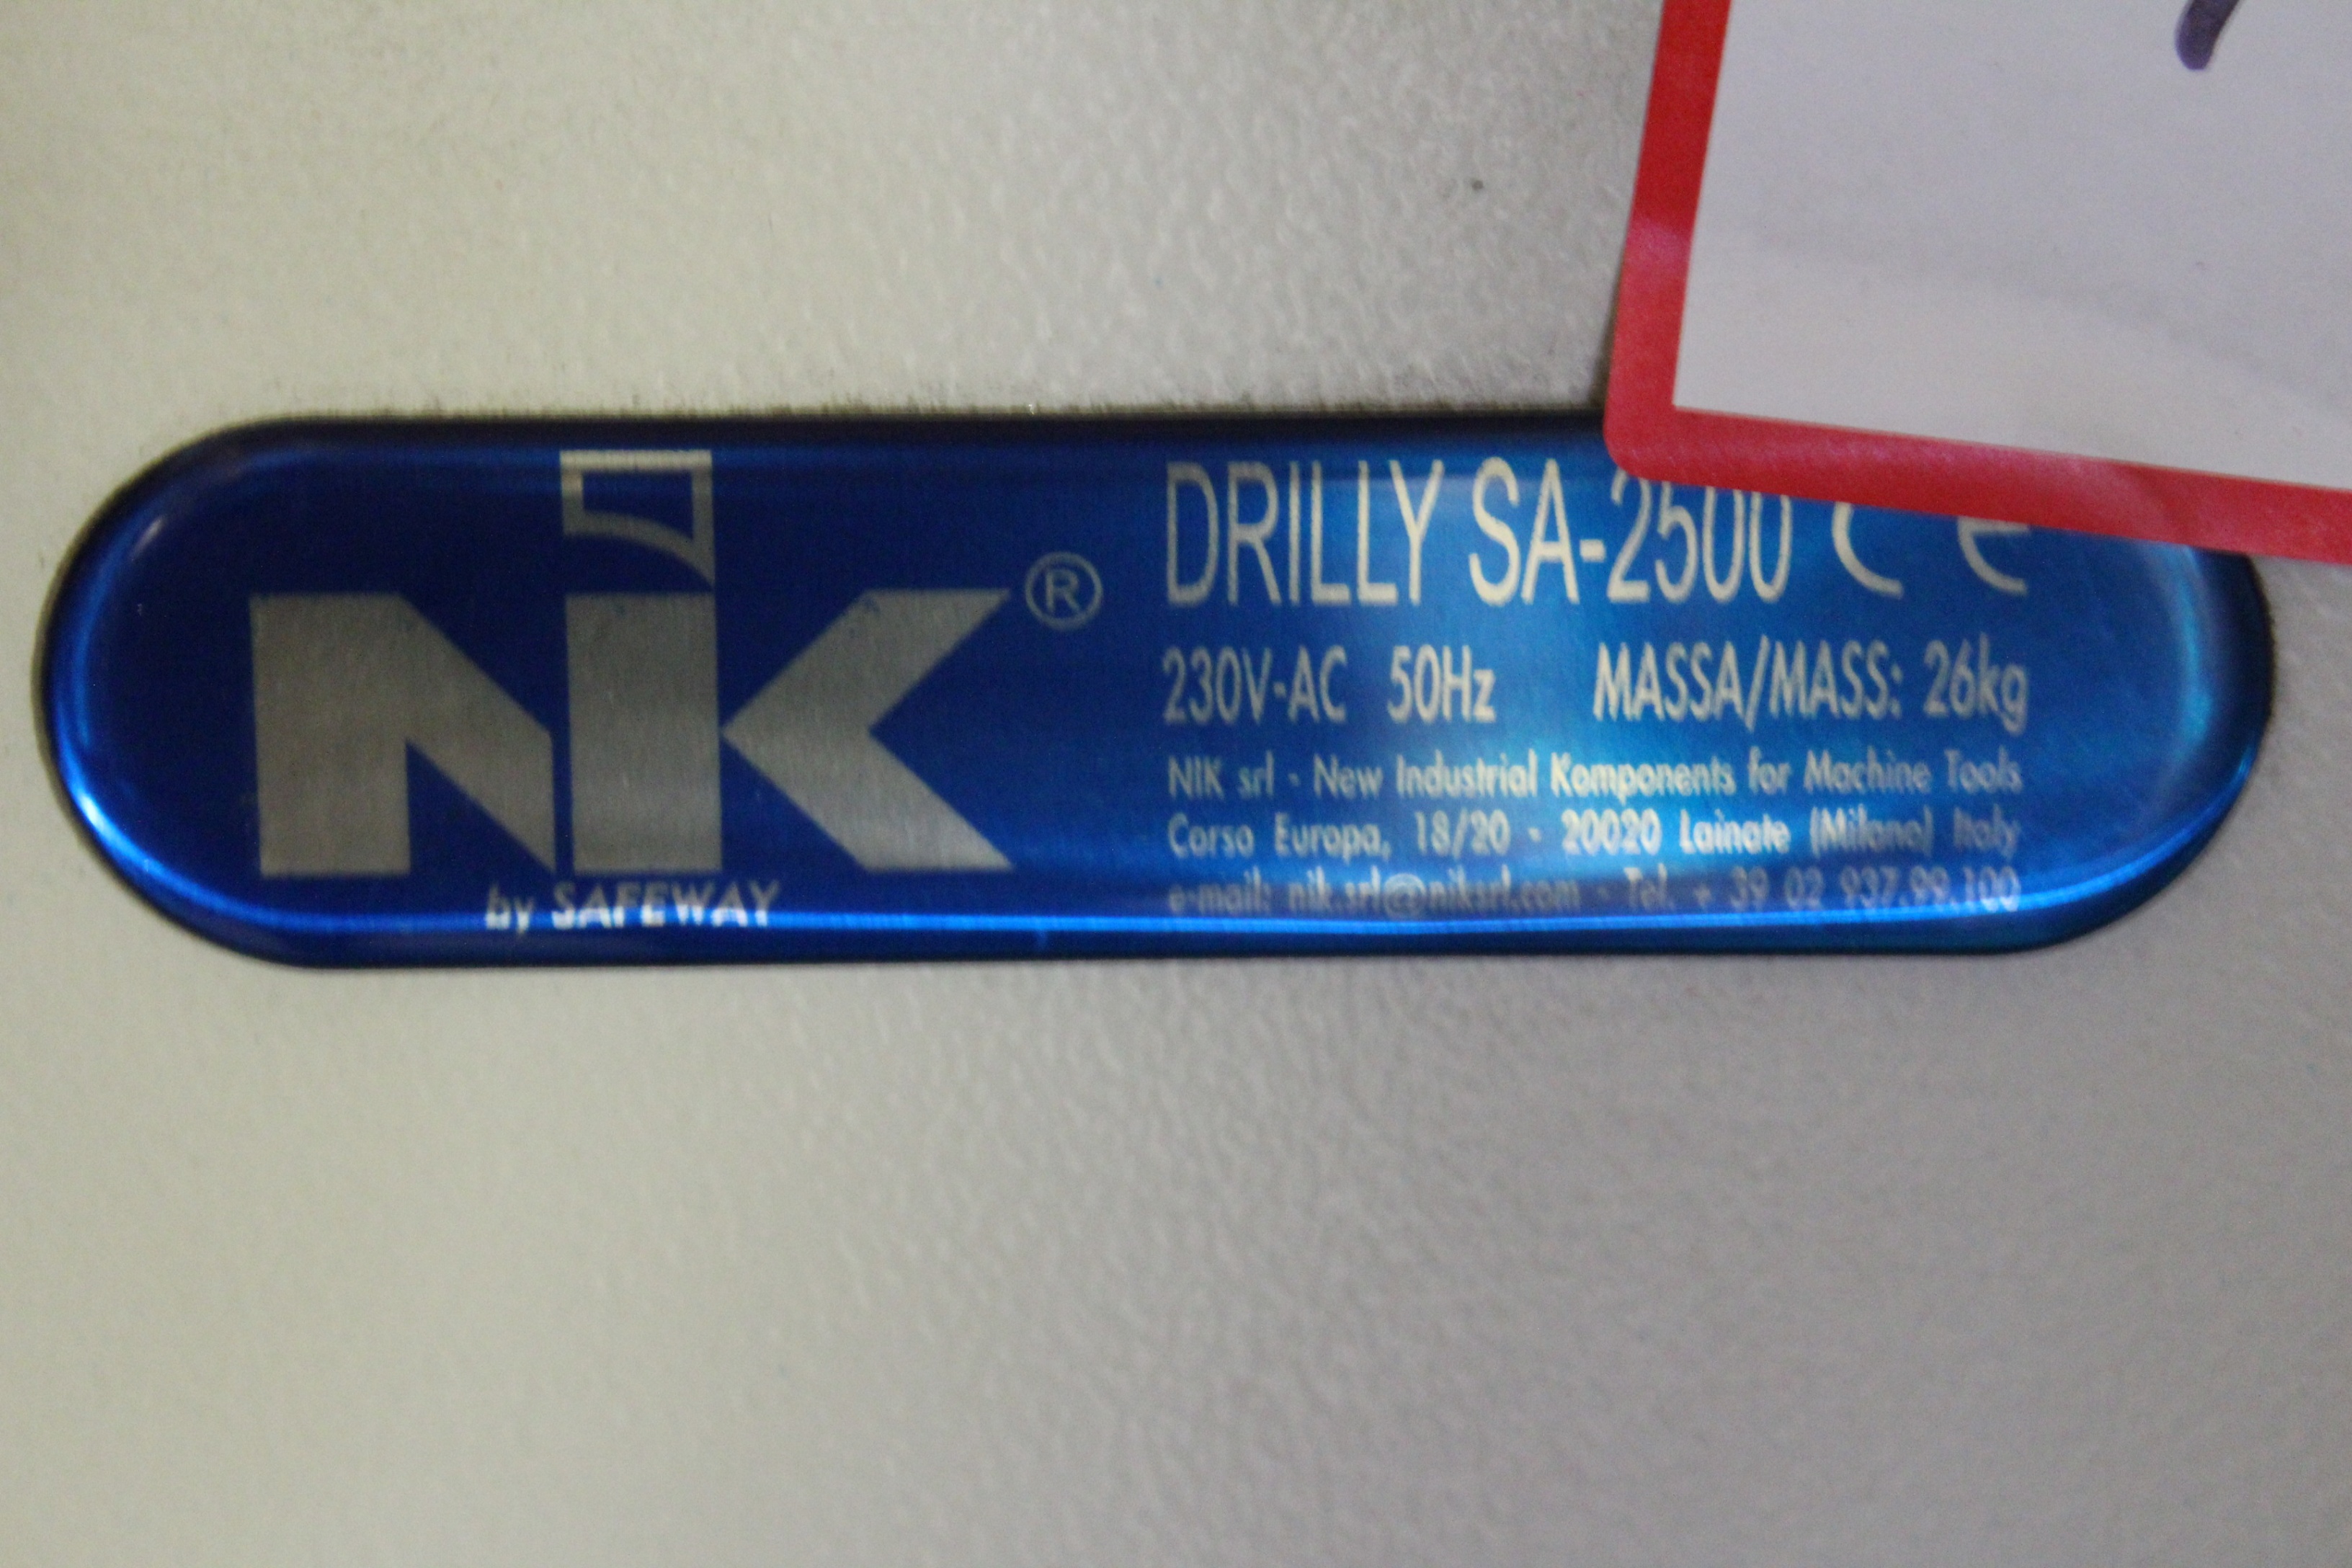 NiK®
by SAFEWAY
DRILLY SA-2500 CE
230V-AC 50Hz MASSA/MASS: 26kg
NIK srl - New Industrial Komponents for Machine Tools
Corso Europa, 18/20 - 20020 Lainate (Milano) Italy
e-mail: nik.srl@niksrl.com - Tel. + 39 02 937.99.100